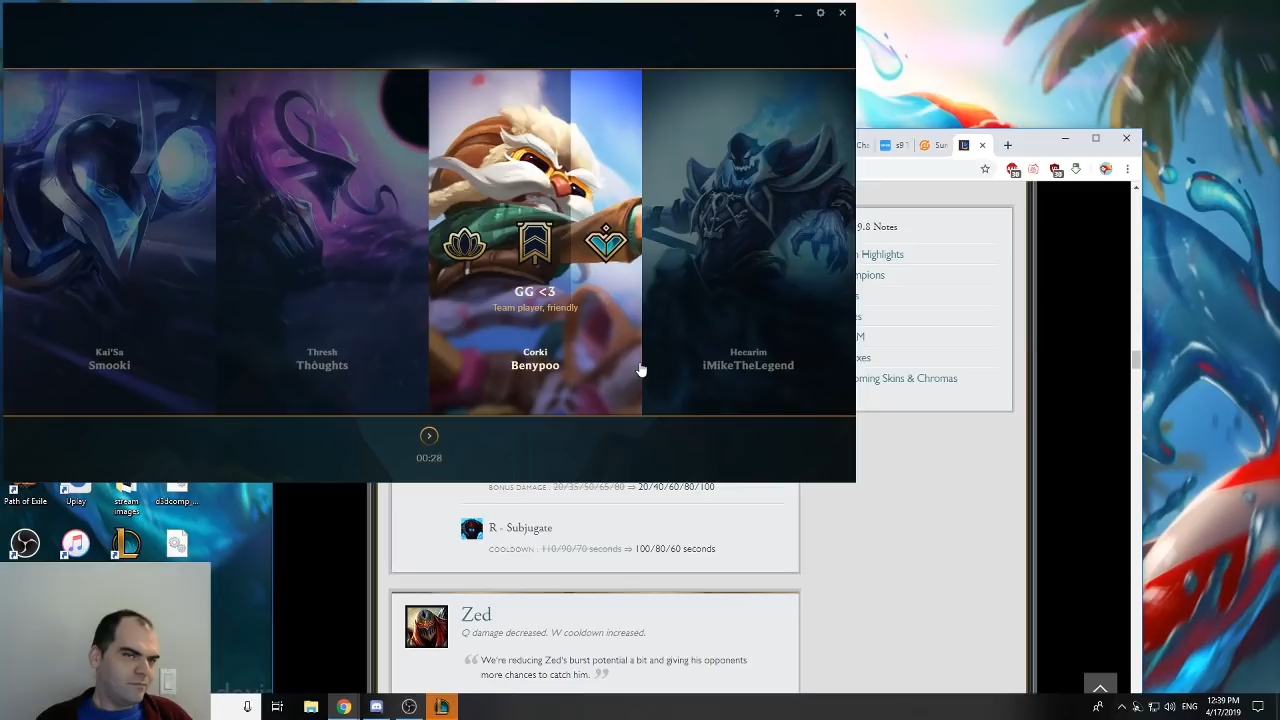 ?
GG <3
Team player, friendly
Kai'Sa
Smooki
Thresh
Thôughts
Corki
Benypoo
Hecarim
iMikeTheLegend
00:28
s9 T
Sur
9.8 Notes
Highlights
oming Skins & Chromas
BONUS DAMAGE : 20/35/50/65/80 ⇒ 20/40/60/80/100
R - Subjugate
COOLDOWN : 110/90/70 seconds ⇒ 100/80/60 seconds
Zed
Q damage decreased. W cooldown increased.
We're reducing Zed's burst potential a bit and giving his opponents
more chances to catch him.
Path of Exile
Uplay
stream
images
d3dcomp_...
ENG
12:39 PM
4/17/2019